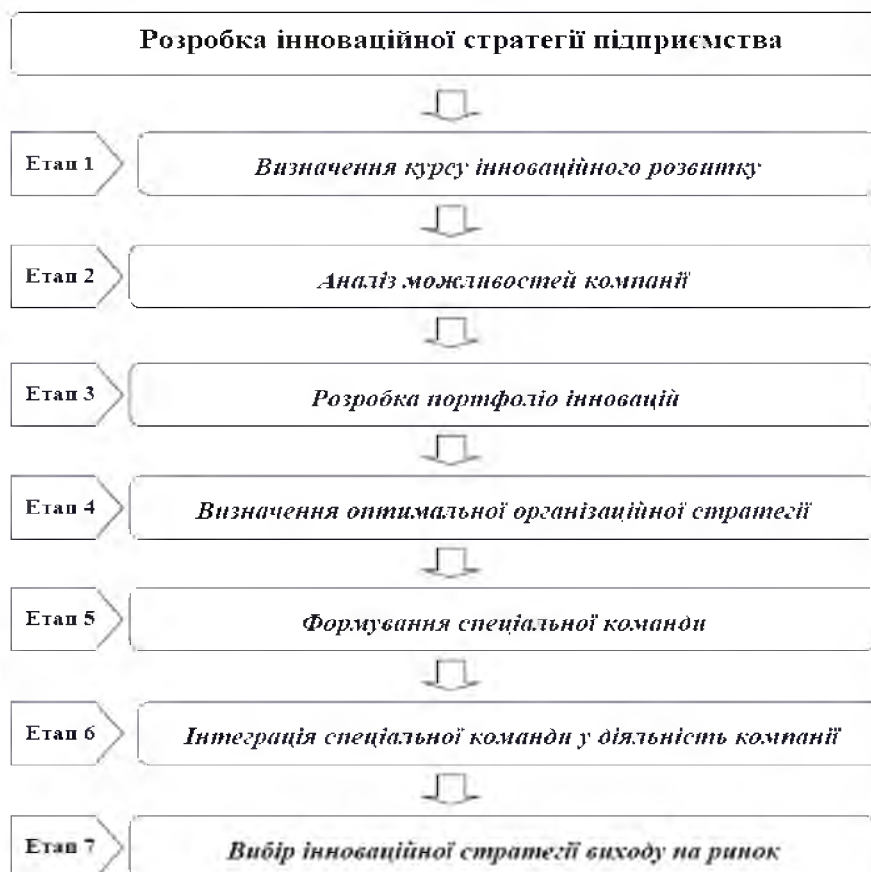 Розробка інноваційної стратегії підприємства
Етап 1
Визначення курсу інноваційного розвитку
Етап 2
Аналіз можливостей компанії
Етап 3
Розробка портфоліо інновацій
Етап 4
Визначення оптимальної організаційної стратегії
Етап 5
Формування спеціальної команди
Етап 6
Інтеграція спеціальної команди у діяльність компанії
Етап 7
Вибір інноваційної стратегії виходу на ринок